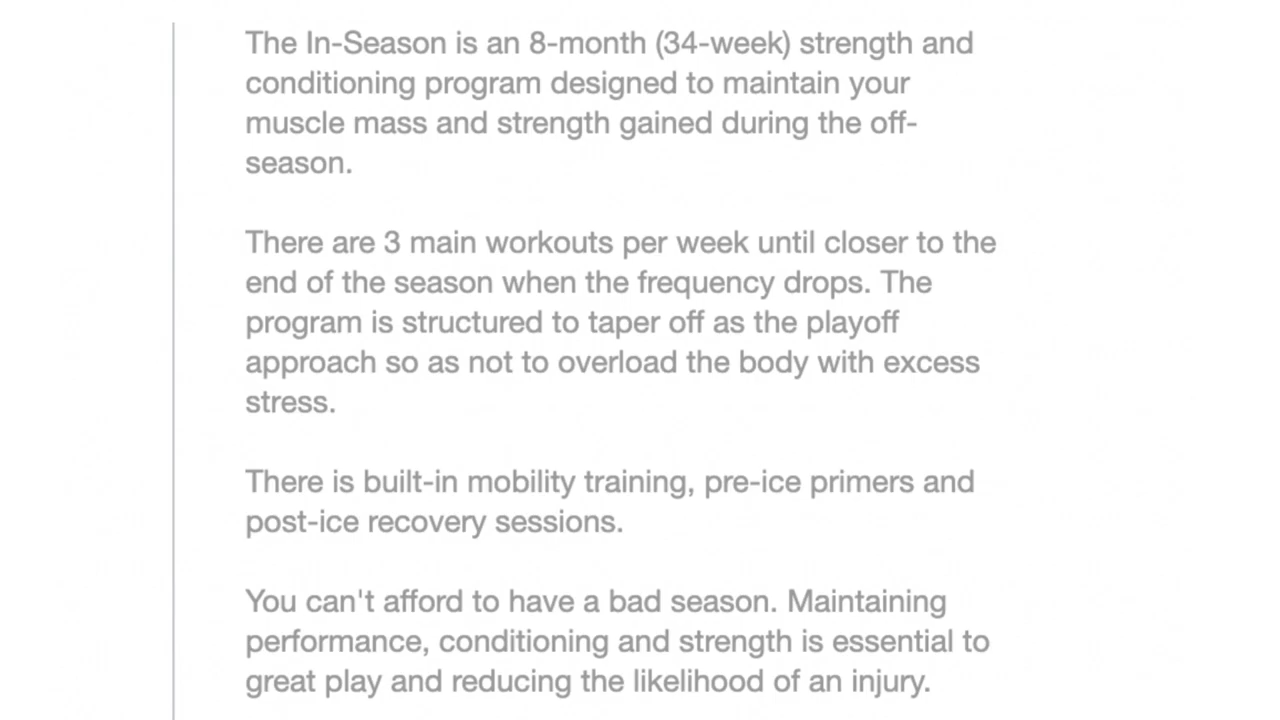 The In-Season is an 8-month (34-week) strength and
conditioning program designed to maintain your
muscle mass and strength gained during the off-
season.
There are 3 main workouts per week until closer to the
end of the season when the frequency drops. The
program is structured to taper off as the playoff
approach so as not to overload the body with excess
stress.
There is built-in mobility training, pre-ice primers and
post-ice recovery sessions.
You can't afford to have a bad season. Maintaining
performance, conditioning and strength is essential to
great play and reducing the likelihood of an injury.